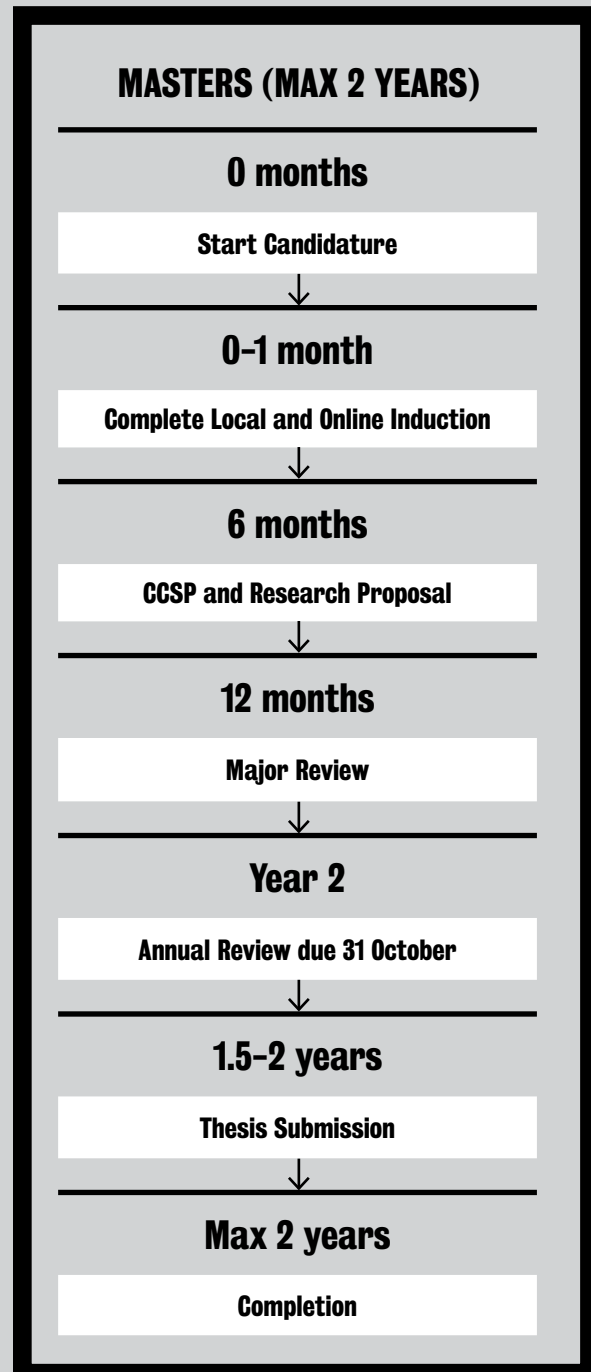 MASTERS (MAX 2 YEARS)
0 months
Start Candidature
0–1 month
Complete Local and Online Induction
6 months
CCSP and Research Proposal
12 months
Major Review
Year 2
Annual Review due 31 October
1.5–2 years
Thesis Submission
Max 2 years
Completion